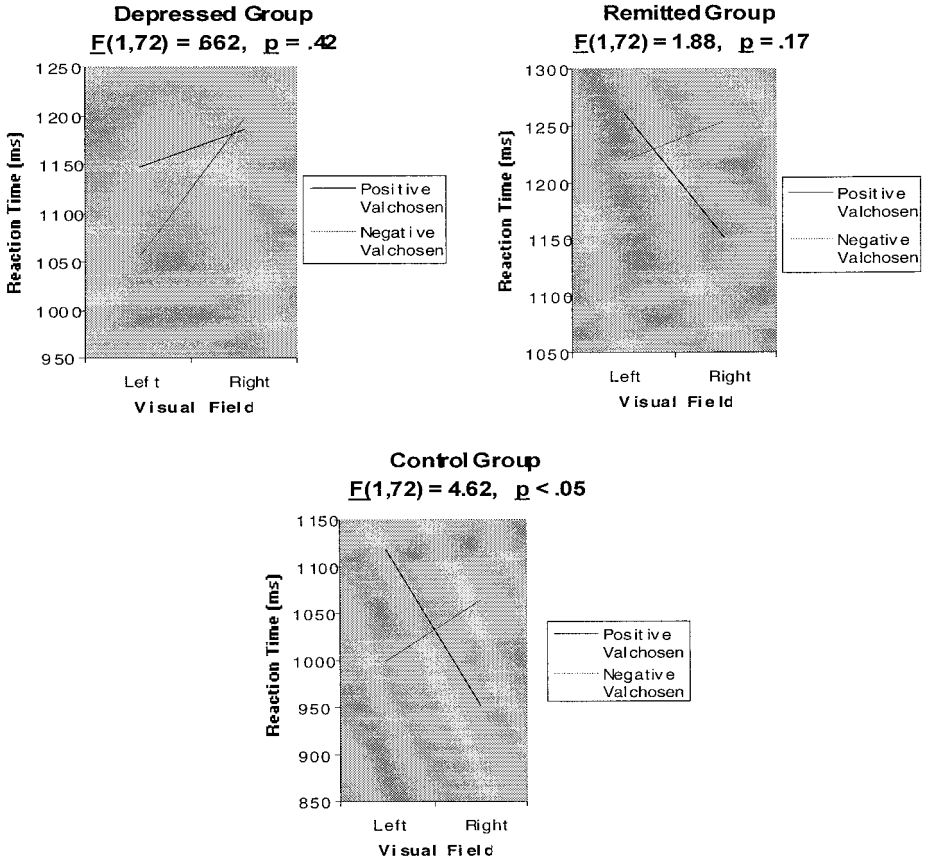 Depressed Group
F(1,72) = .662, p = .42
1250
1200
1150
1100
1050
1000
950
Reaction Time (ms)
Left Right
Visual Field
Positive
Valchosen
Negative
Valchosen
Remitted Group
F(1,72) = 1.88, p = .17
1300
1250
1200
1150
1100
1050
Reaction Time (ms)
Left Right
Visual Field
Positive
Valchosen
Negative
Valchosen
Control Group
F(1,72) = 4.62, p < .05
1150
1100
1050
1000
950
900
850
Reaction Time (ms)
Left Right
Visual Field
Positive
Valchosen
Negative
Valchosen